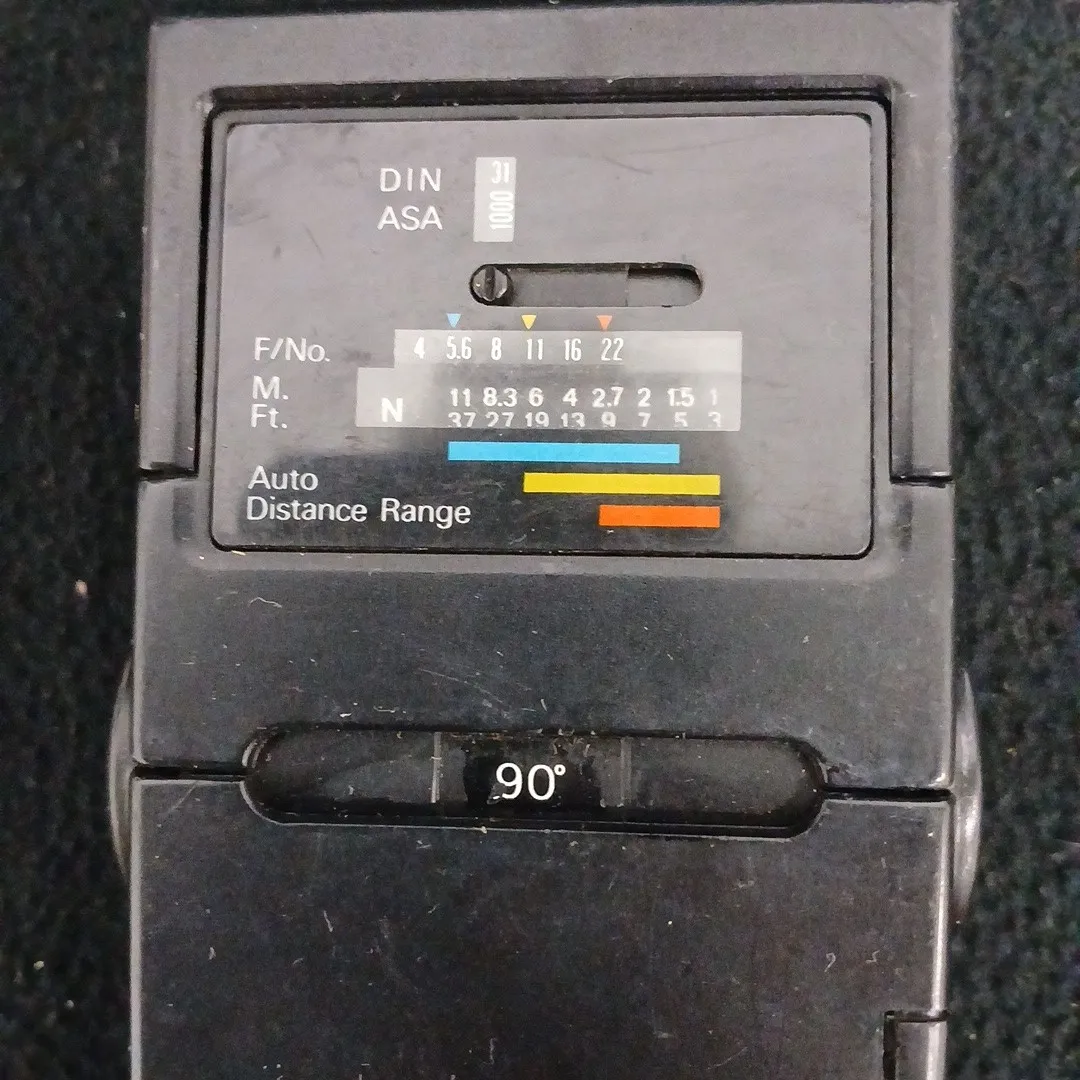 DIN 31
ASA 1000
F/No. 4 5.6 8 11 16 22
M. N 11 8.3 6 4 2.7 2 1.5 1
Ft. 37 27 19 13 9 7 5 3
Auto
Distance Range
90°